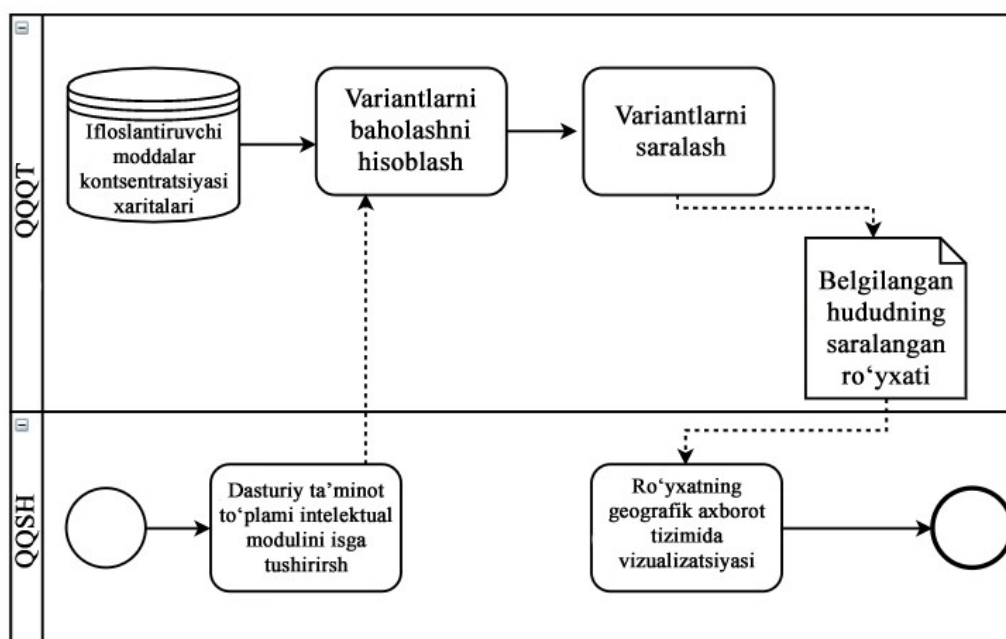 QQQT
Ifloslantiruvchi
moddalar
kontsentratsiyasi
xaritalari
Variantlarni
baholashni
hisoblash
Variantlarni
saralash
Belgilangan
hududning
saralangan
ro‘yxati
QQSH
Dasturiy ta’minot
to‘plami intelektual
modulini isga
tushirirsh
Ro‘yxatning
geografik axborot
tizimida
vizualizatsiyasi